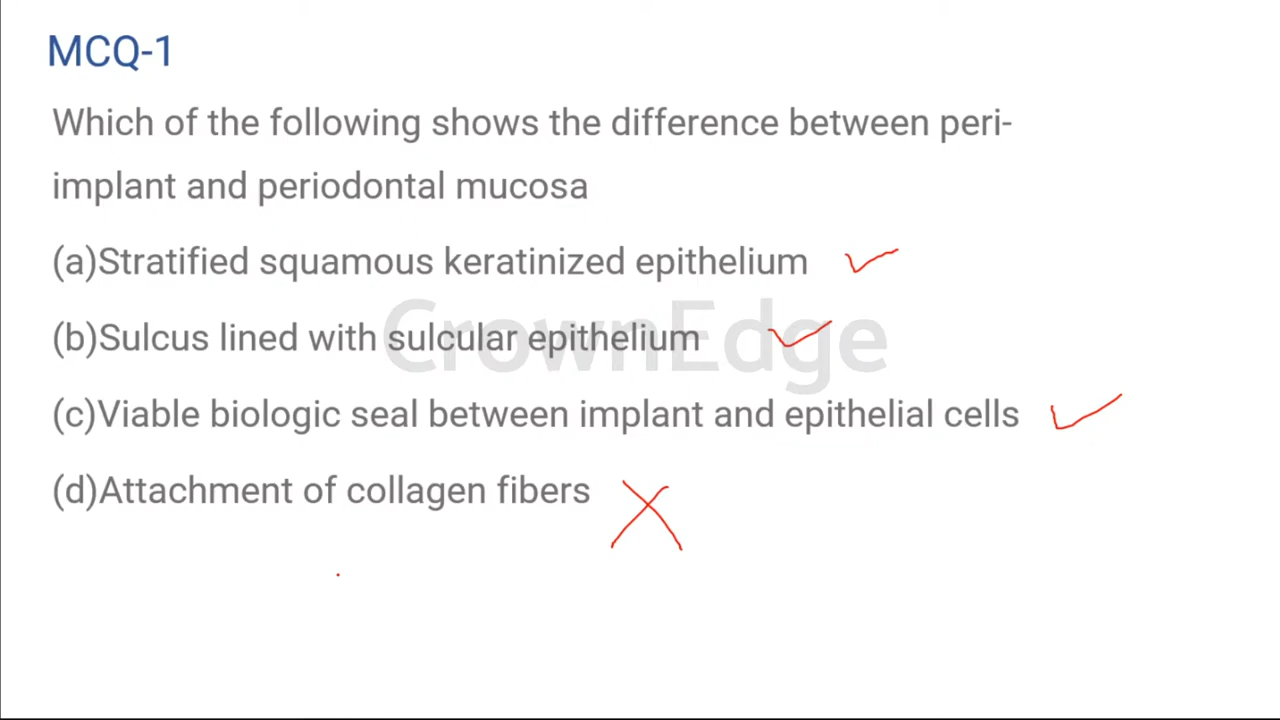 MCQ-1
Which of the following shows the difference between peri-
implant and periodontal mucosa
(a)Stratified squamous keratinized epithelium
(b)Sulcus lined with sulcular epithelium
CrownEdge
(c)Viable biologic seal between implant and epithelial cells
(d)Attachment of collagen fibers